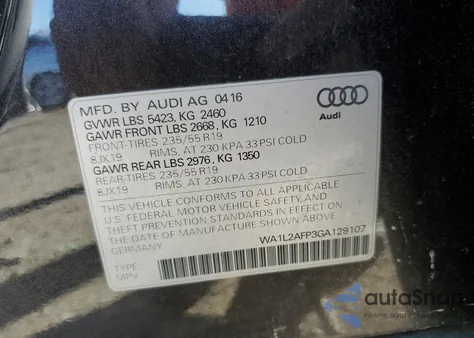 MFD. BY AUDI AG 04 16
GVWR LBS 5423, KG 2460
GAWR FRONT LBS 2668, KG 1210
FRONT-TIRES 235/55 R19
8JX19 RIMS, AT 230 KPA 33 PSI COLD
GAWR REAR LBS 2976, KG 1350
REAR-TIRES 235/55 R19
8JX19 RIMS, AT 230 KPA 33 PSI COLD
Audi
THIS VEHICLE CONFORMS TO ALL APPLICABLE
U.S. FEDERAL MOTOR VEHICLE SAFETY AND
THEFT PREVENTION STANDARDS IN EFFECT ON THE
DATE OF MANUFACTURE SHOWN ABOVE.
GERMANY
WA1L2AFP3GA129107
TYPE
MPV
autoSnap